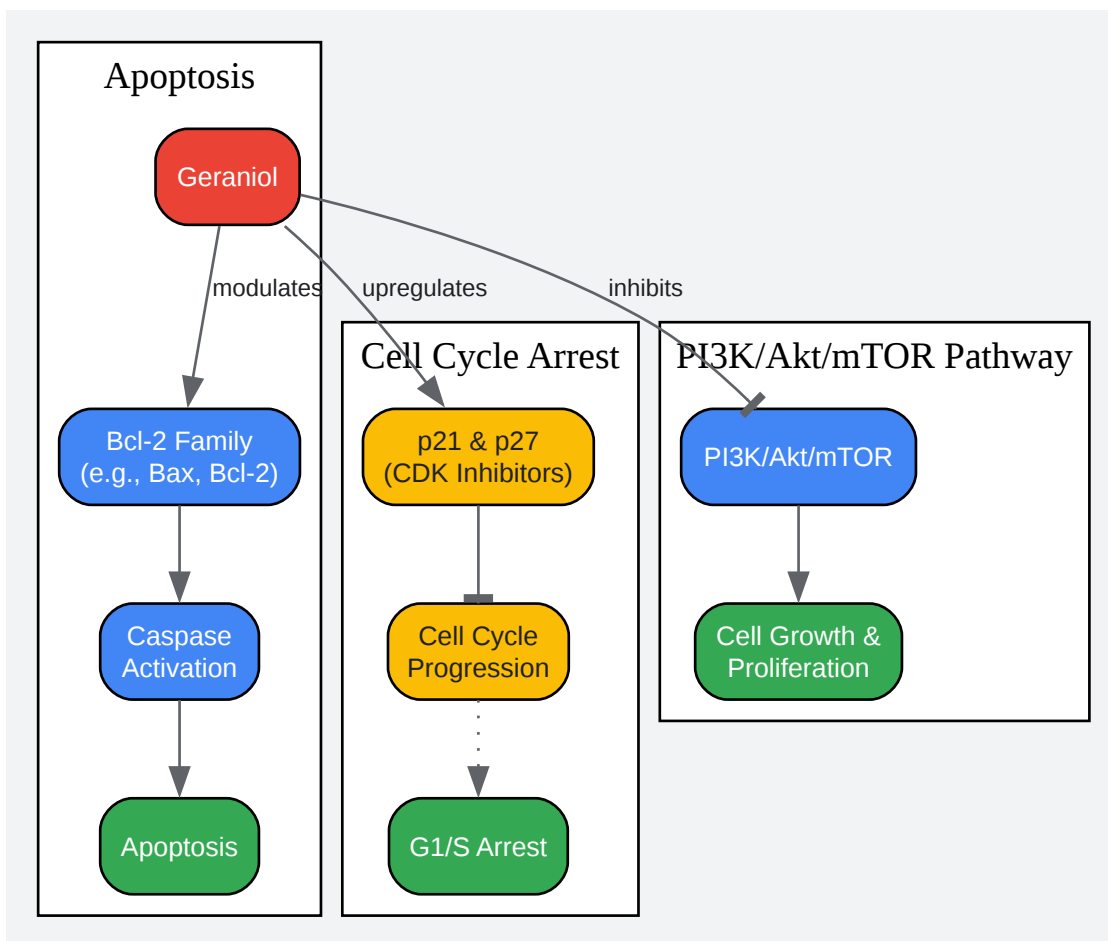 Apoptosis
Geraniol
modulates
upregulates
inhibits
Cell Cycle Arrest
PI3K/Akt/mTOR Pathway
Bcl-2 Family
(e.g., Bax, Bcl-2)
p21 & p27
(CDK Inhibitors)
PI3K/Akt/mTOR
Caspase
Activation
Cell Cycle
Progression
Cell Growth &
Proliferation
Apoptosis
G1/S Arrest